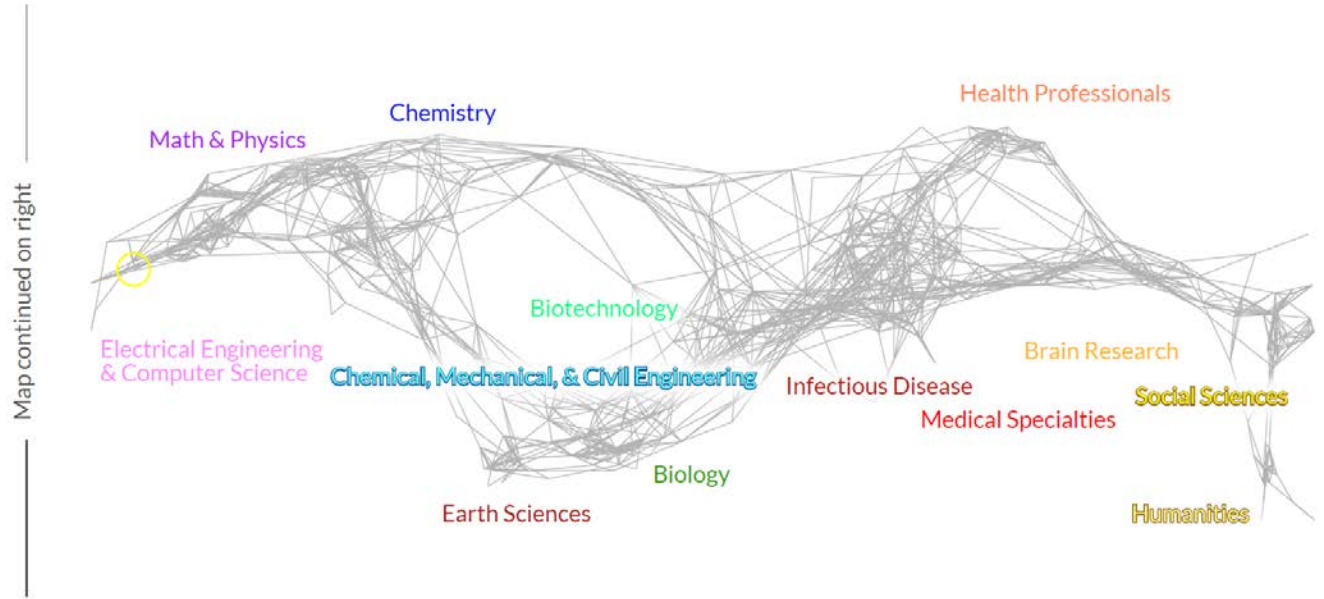 Map continued on right
Health Professionals
Chemistry
Math & Physics
Biotechnology
Electrical Engineering
& Computer Science
Chemical, Mechanical, & Civil Engineering
Brain Research
Infectious Disease
Social Sciences
Medical Specialties
Biology
Earth Sciences
Humanities